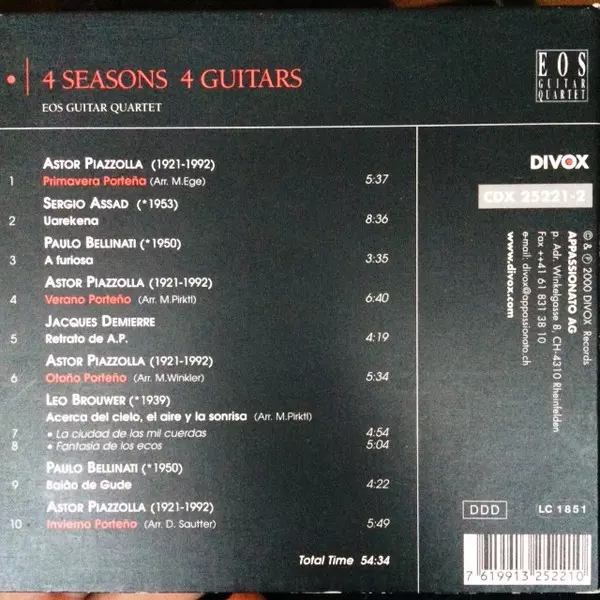 • | 4 SEASONS 4 GUITARS
EOS GUITAR QUARTET
EOS
GUITAR
QUARTET
ASTOR PIAZZOLLA (1921-1992)
1 Primavera Porteña (Arr. M.Ege) 5:37
SERGIO ASSAD (*1953)
2 Uarekena 8:36
PAULO BELLINATI (*1950)
3 A furiosa 3:35
ASTOR PIAZZOLLA (1921-1992)
4 Verano Porteño (Arr. M.Pirktl) 6:40
JACQUES DEMIERRE
5 Retrato de A.P. 4:19
ASTOR PIAZZOLLA (1921-1992)
6 Otoño Porteño (Arr. M.Winkler) 5:34
LEO BROUWER (*1939)
Acerca del cielo, el aire y la sonrisa (Arr. M.Pirktl)
7 • La ciudad de las mil cuerdas 4:54
8 • Fantasía de los ecos 5:04
PAULO BELLINATI (*1950)
9 Baião de Gude 4:22
ASTOR PIAZZOLLA (1921-1992)
10 Invierno Porteño (Arr. D. Sautter) 5:49
Total Time 54:34
DIVOX
CDX 25221-2
© & ℗ 2000 DIVOX Records
APPASSIONATO AG
p. Adr. Winkelgasse 8, CH-4310 Rheinfelden
Fax ++41 61 831 38 10
e-mail: divox@appassionato.ch
www.divox.com
DDD
LC 1851
7 619913 252210